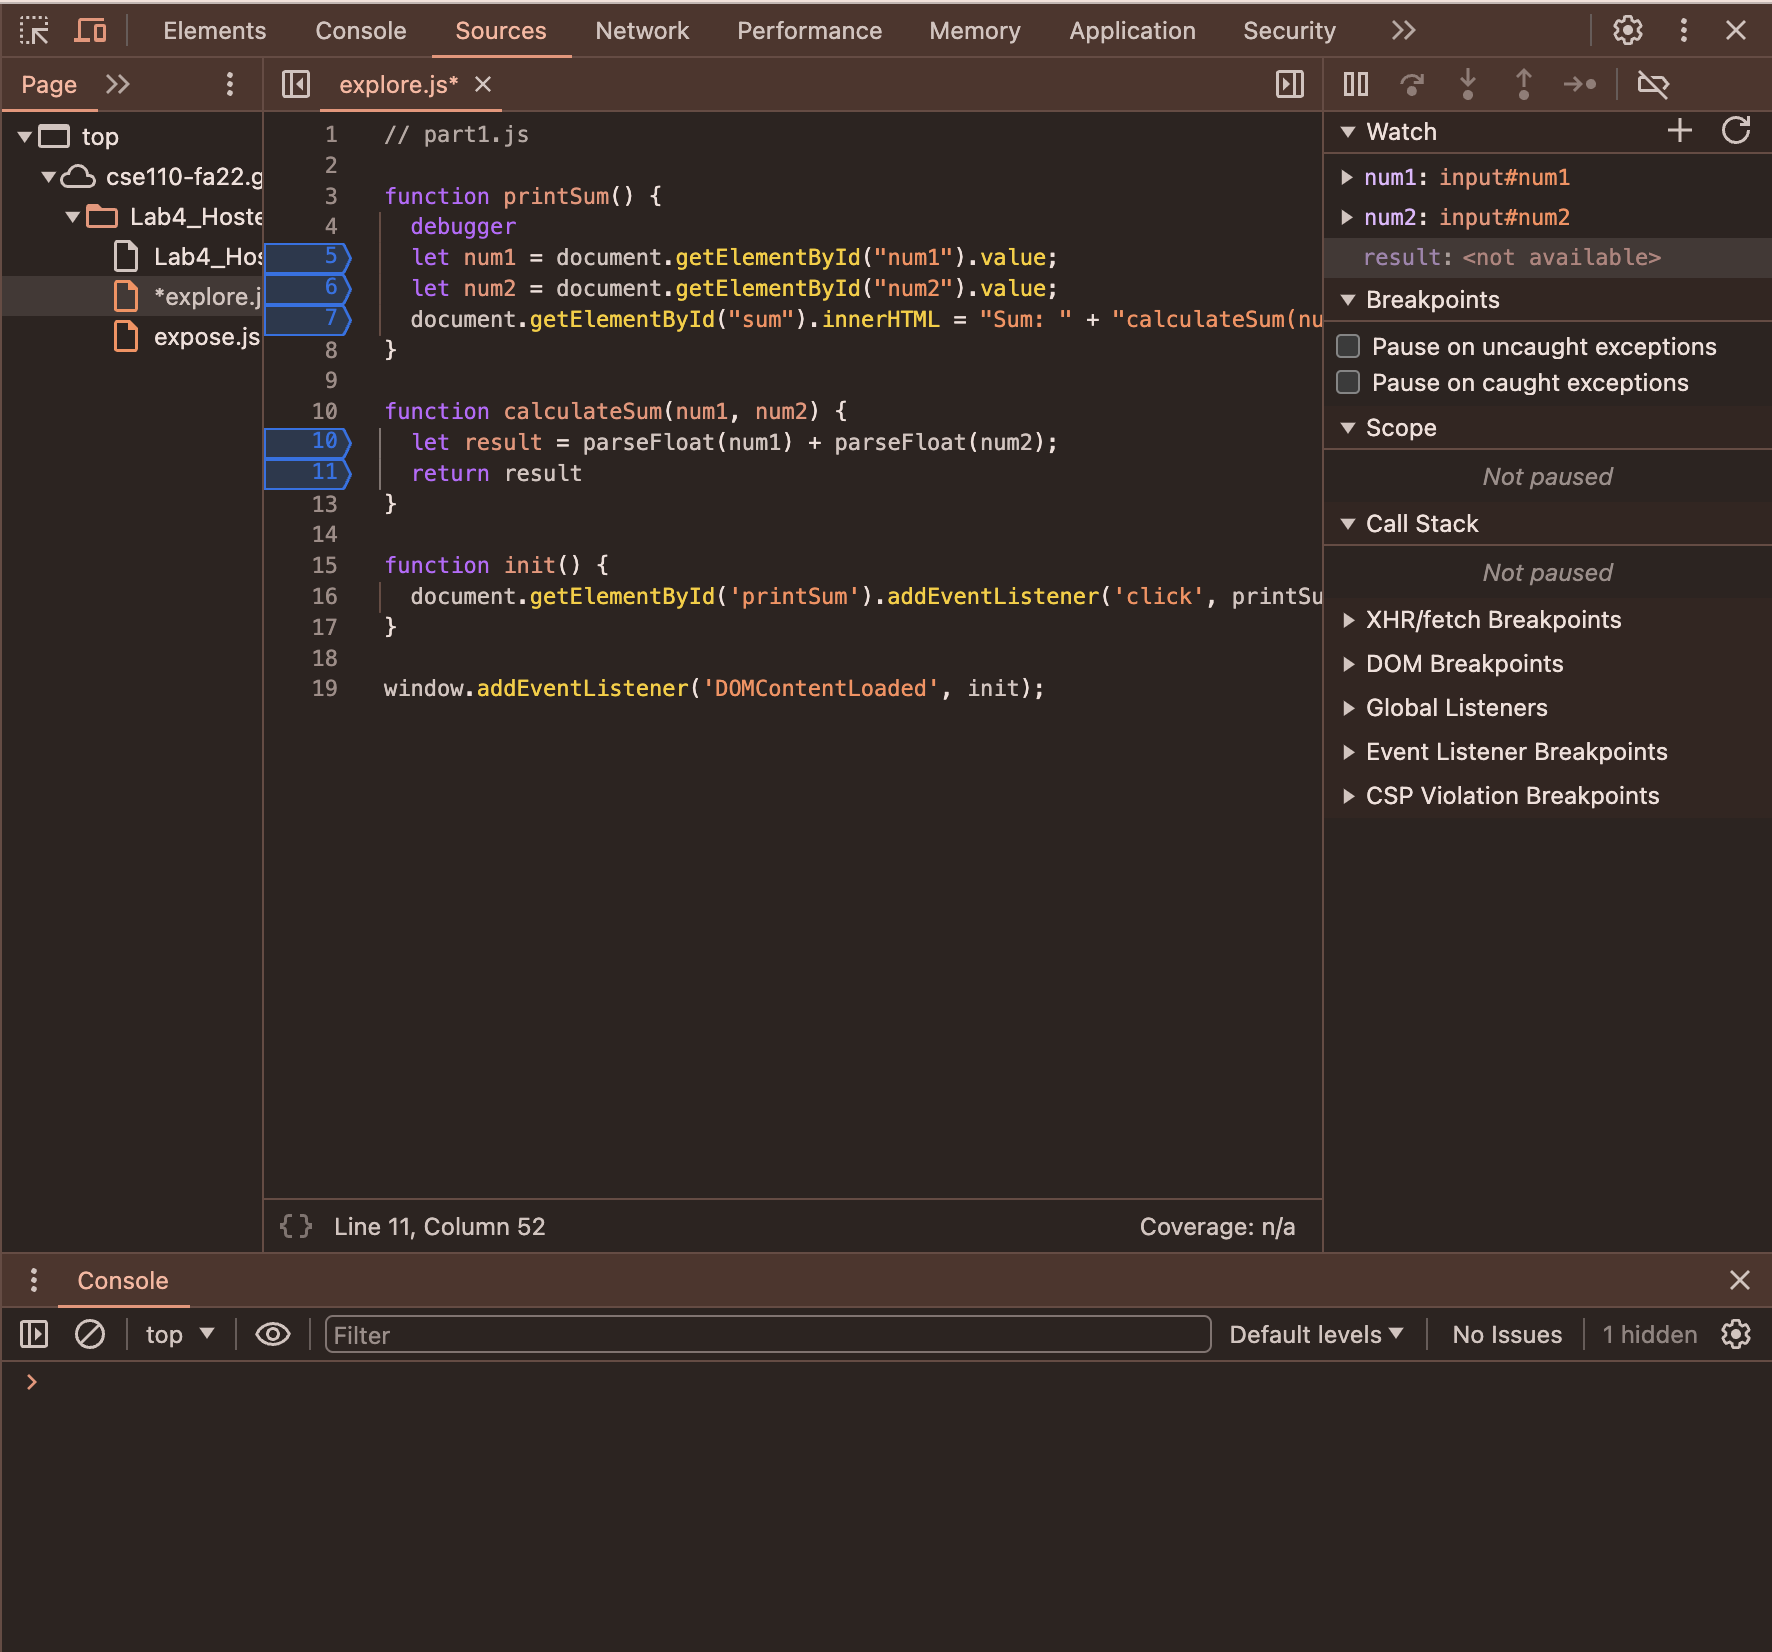 Elements Console Sources Network Performance Memory Application Security
Page
explore.js*
top
cse110-fa22.g
Lab4_Hoste
Lab4_Hos
*explore.j
expose.js
1 // part1.js
2
3 function printSum() {
4 debugger
5 let num1 = document.getElementById("num1").value;
6 let num2 = document.getElementById("num2").value;
7 document.getElementById("sum").innerHTML = "Sum: " + "calculateSum(nu
8 }
9
10 function calculateSum(num1, num2) {
10 let result = parseFloat(num1) + parseFloat(num2);
11 return result
13 }
14
15 function init() {
16 document.getElementById('printSum').addEventListener('click', printSu
17 }
18
19 window.addEventListener('DOMContentLoaded', init);
{ } Line 11, Column 52
Coverage: n/a
Watch
num1: input#num1
num2: input#num2
result: <not available>
Breakpoints
Pause on uncaught exceptions
Pause on caught exceptions
Scope
Not paused
Call Stack
Not paused
XHR/fetch Breakpoints
DOM Breakpoints
Global Listeners
Event Listener Breakpoints
CSP Violation Breakpoints
Console
top
Filter
Default levels
No Issues
1 hidden